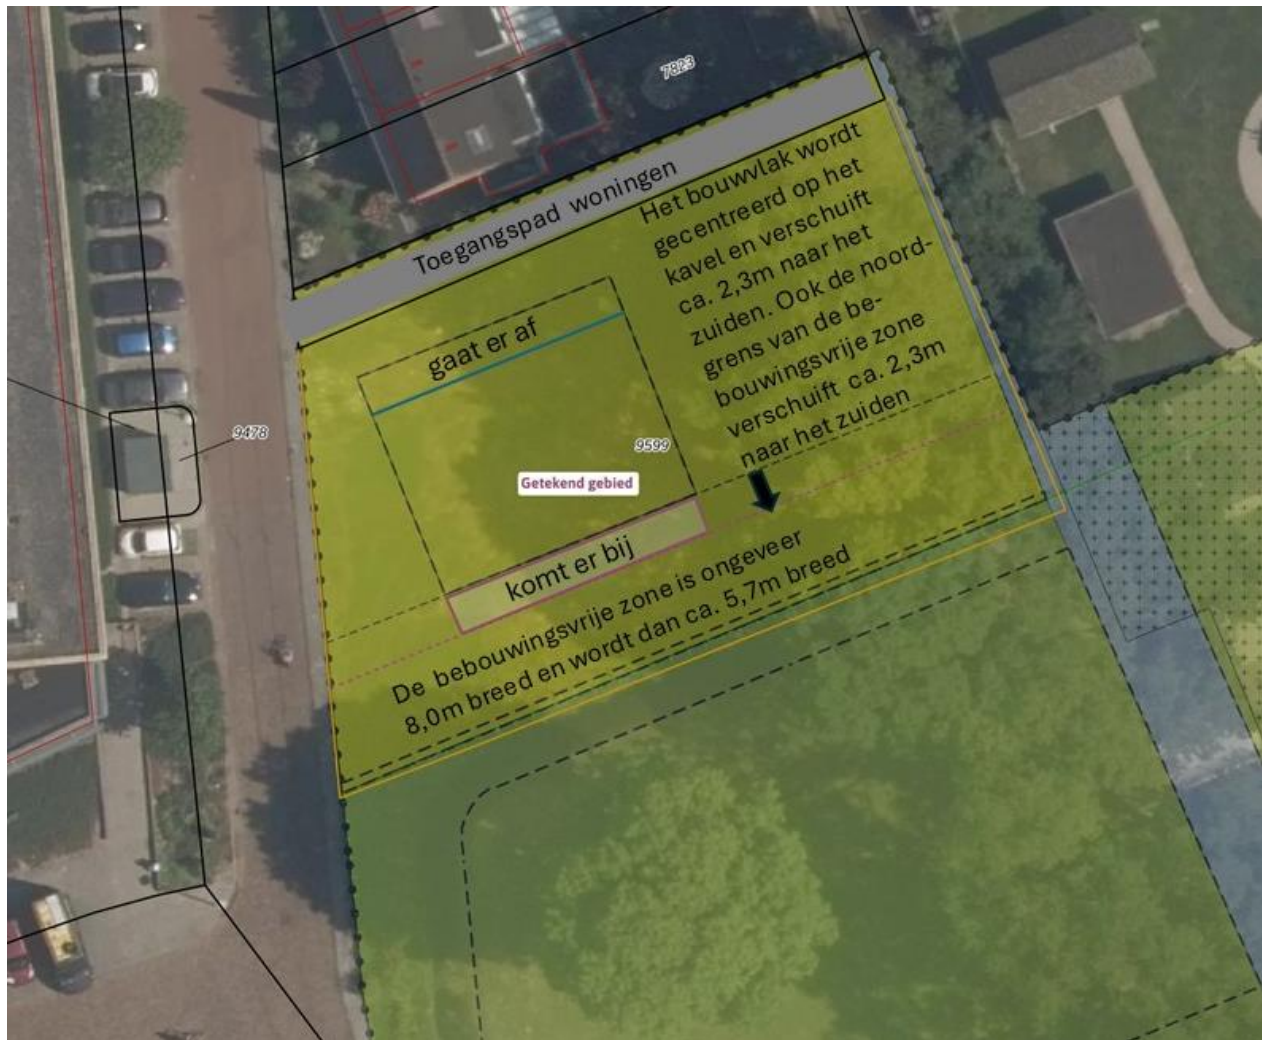 7823
Toegangspad woningen
Het bouwvlak wordt
gecentreerd op het
kavel en verschuift
ca. 2,3m naar het
zuiden. Ook de noord-
grens van de be-
bouwingsvrije zone
verschuift ca. 2,3m
naar het zuiden
gaat er af
9478
9599
Getekend gebied
komt er bij
De bebouwingsvrije zone is ongeveer
8,0m breed en wordt dan ca. 5,7m breed